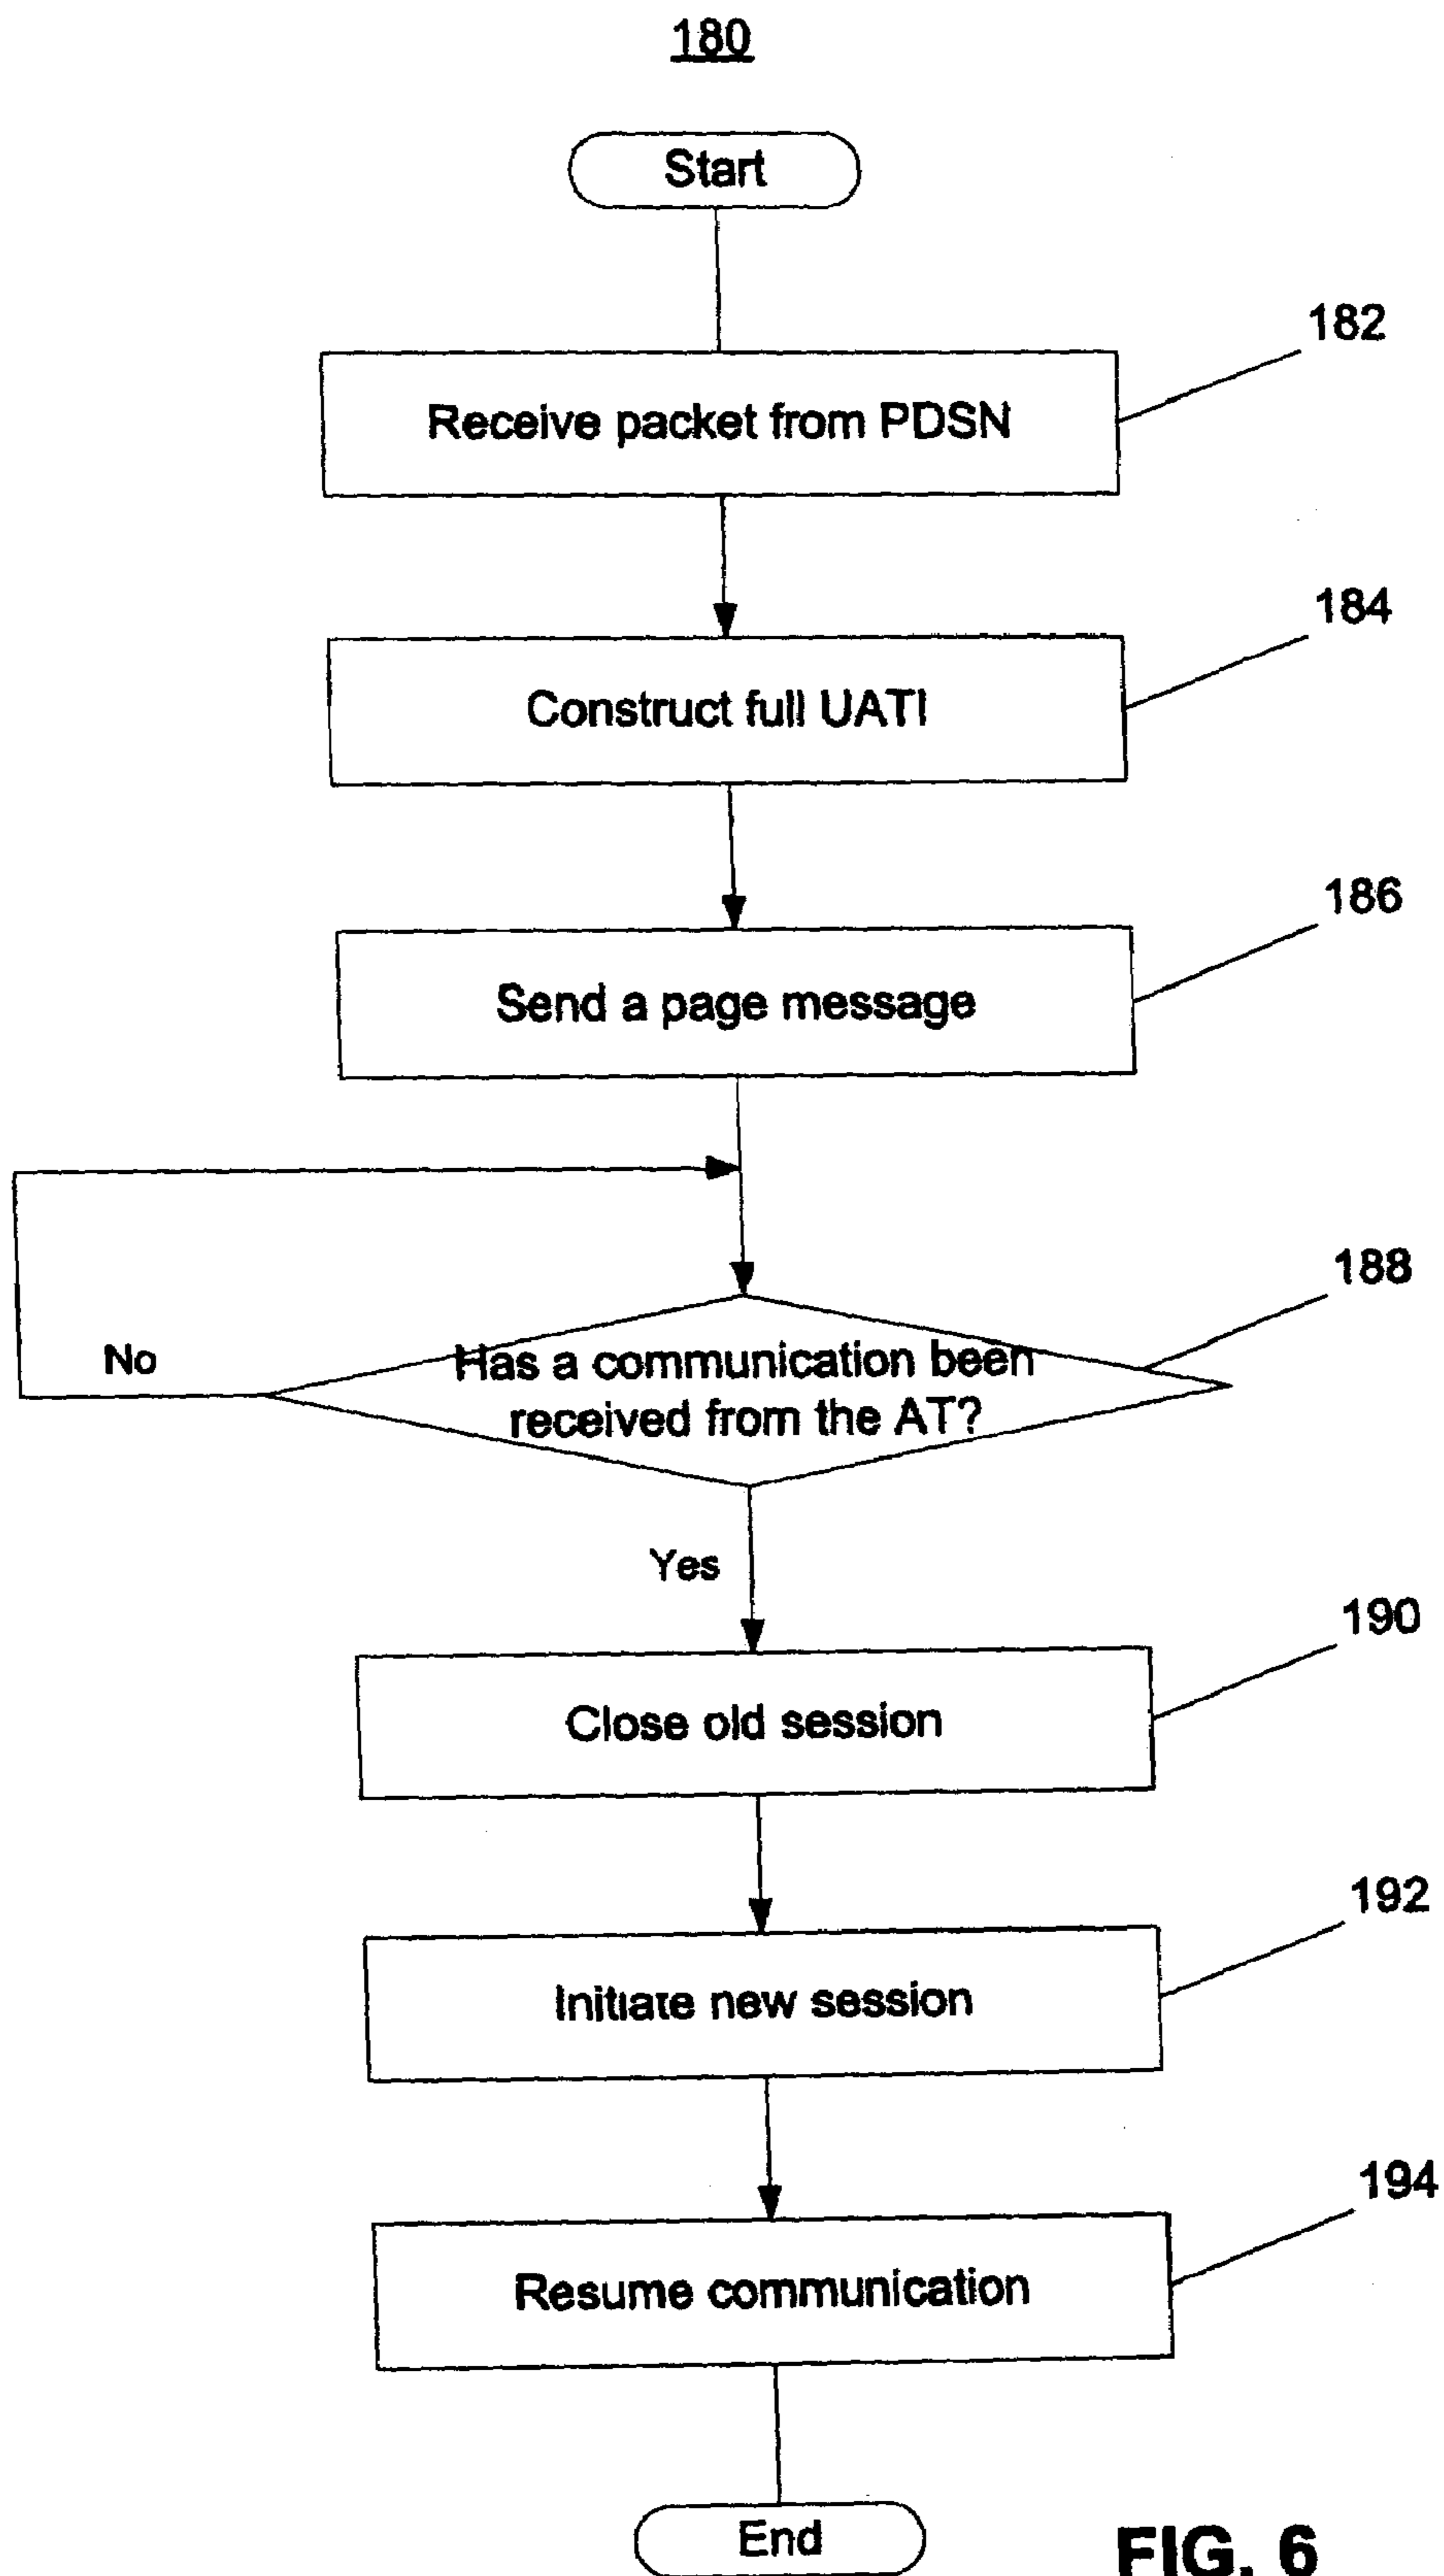 180
Start
182
Receive packet from PDSN
184
Construct full UATI
186
Send a page message
188
No
Has a communication been
received from the AT?
Yes
190
Close old session
192
Initiate new session
194
Resume communication
End
FIG. 6